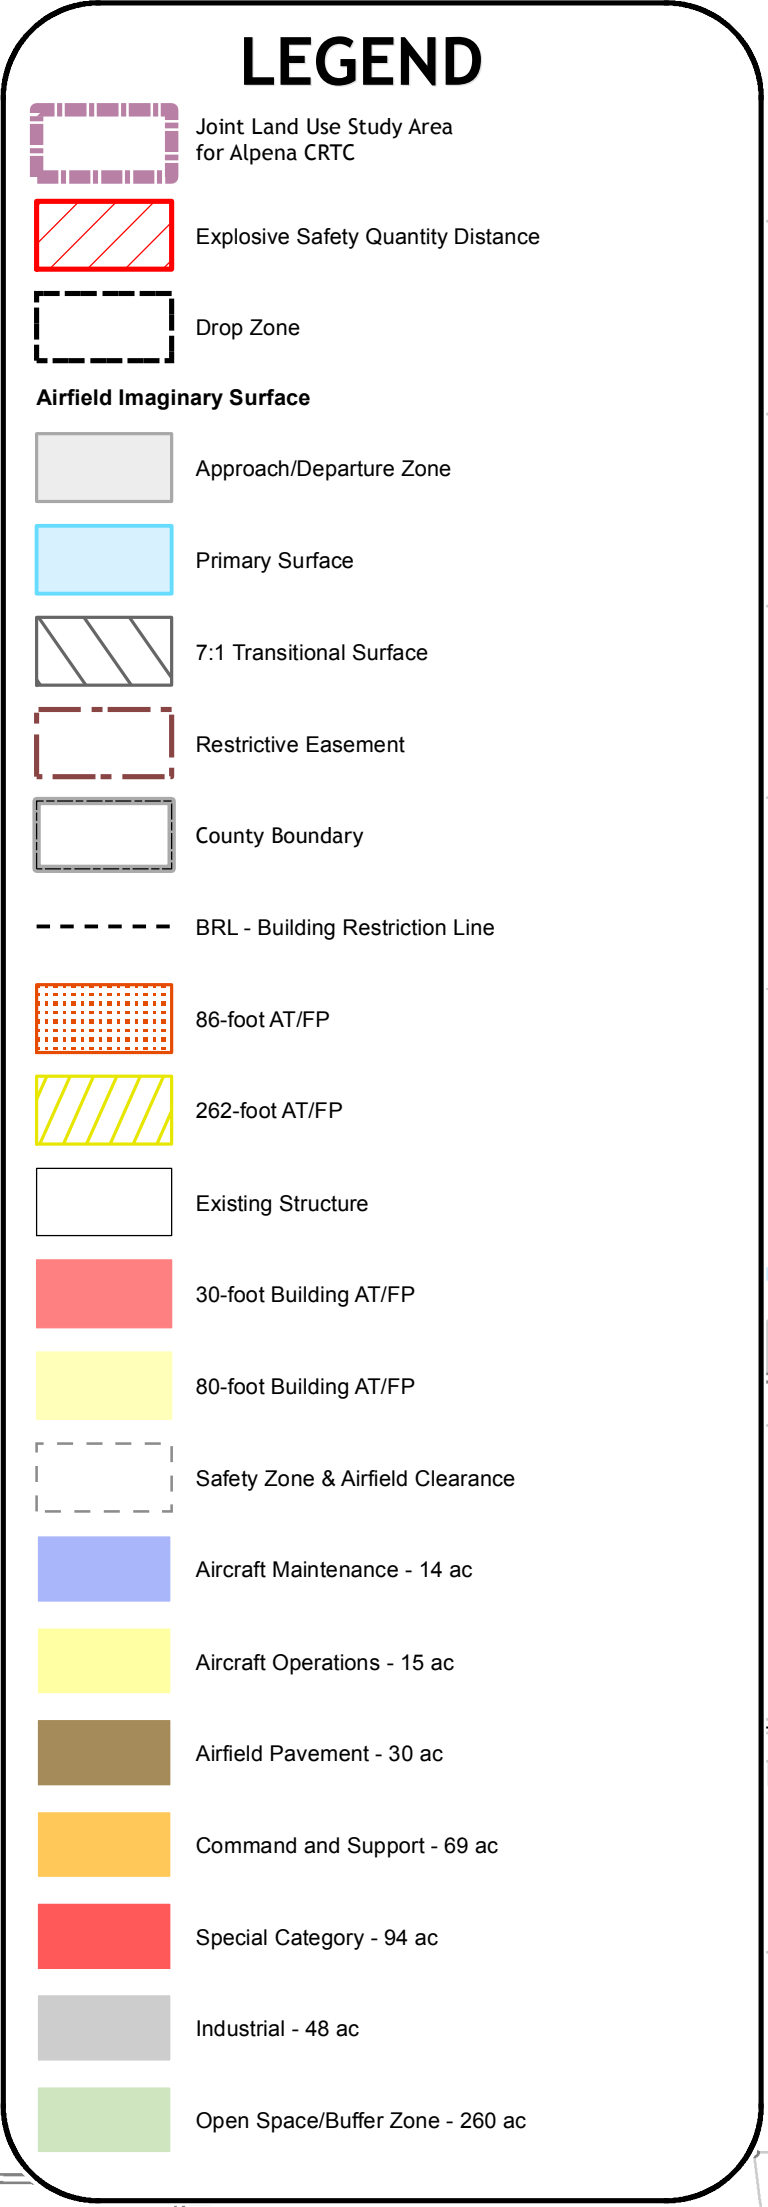 LEGEND
Joint Land Use Study Area
for Alpena CRTC
Explosive Safety Quantity Distance
Drop Zone
Airfield Imaginary Surface
Approach/Departure Zone
Primary Surface
7:1 Transitional Surface
Restrictive Easement
County Boundary
BRL - Building Restriction Line
86-foot AT/FP
262-foot AT/FP
Existing Structure
30-foot Building AT/FP
80-foot Building AT/FP
Safety Zone & Airfield Clearance
Aircraft Maintenance - 14 ac
Aircraft Operations - 15 ac
Airfield Pavement - 30 ac
Command and Support - 69 ac
Special Category - 94 ac
Industrial - 48 ac
Open Space/Buffer Zone - 260 ac